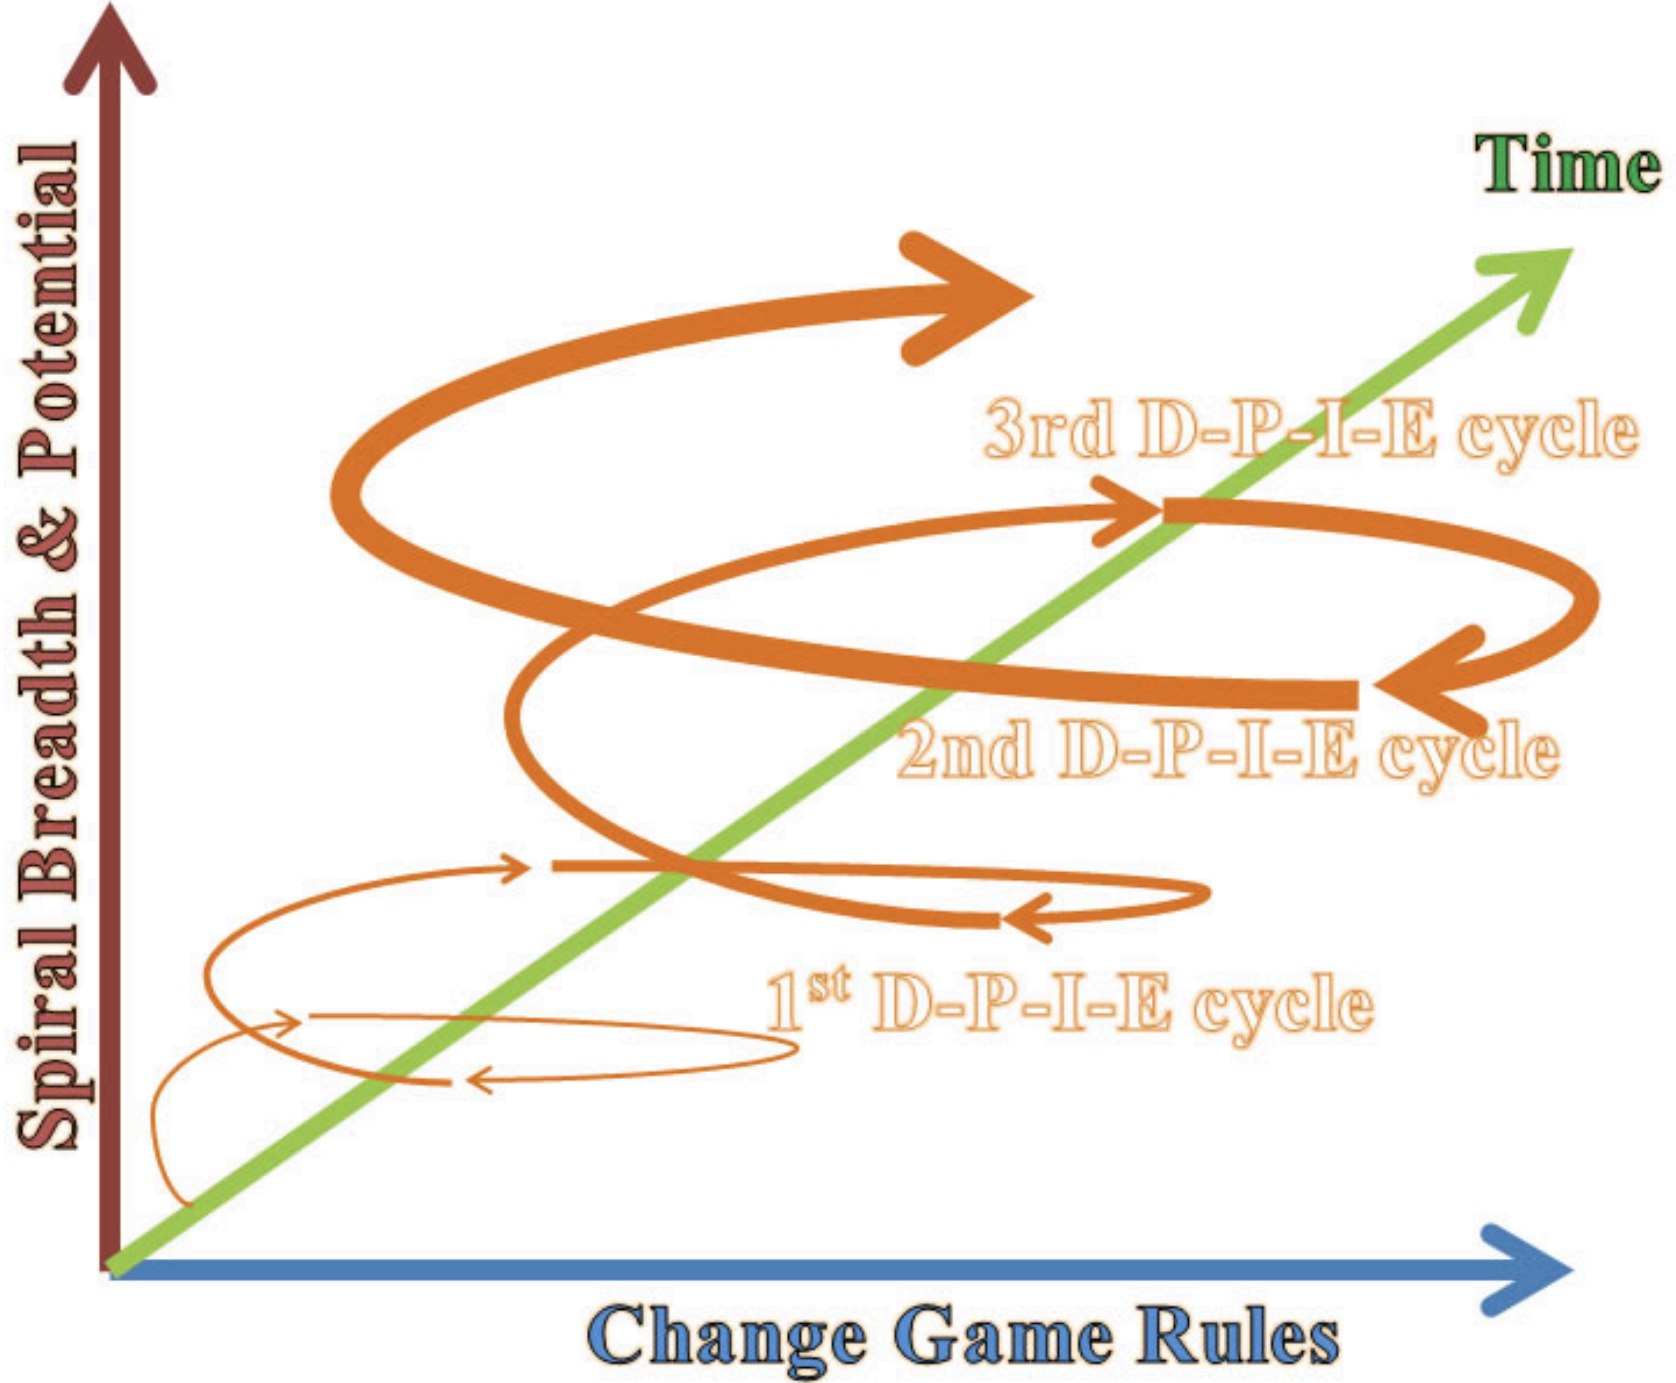 Time
Spiral Breadth & Potential
3rd D-P-I-E cycle
2nd D-P-I-E cycle
1st D-P-I-E cycle
Change Game Rules